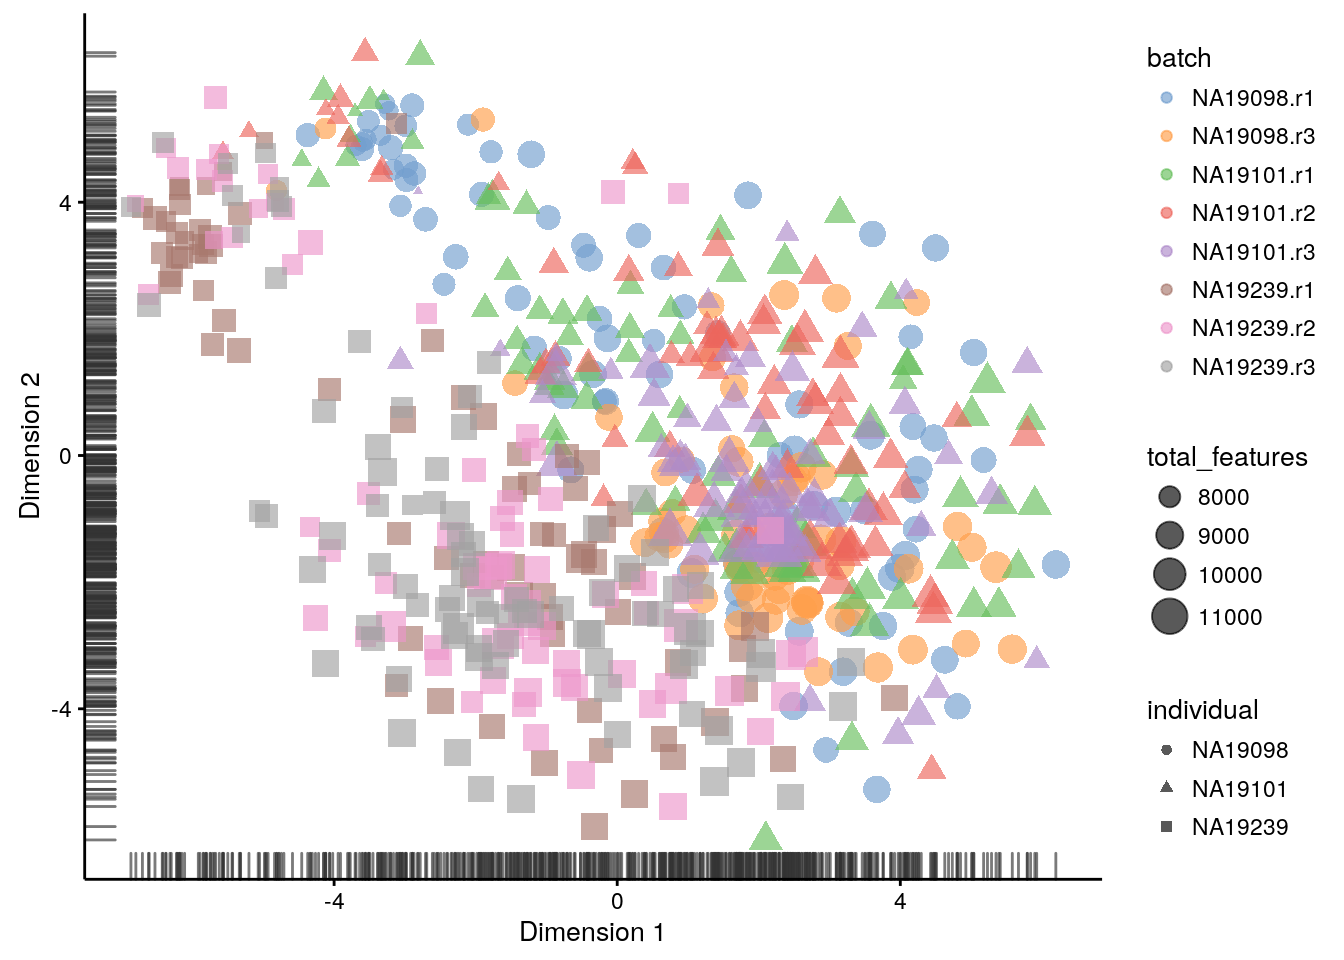 Dimension 2
4
0
-4
-4
0
4
Dimension 1
batch
NA19098.r1
NA19098.r3
NA19101.r1
NA19101.r2
NA19101.r3
NA19239.r1
NA19239.r2
NA19239.r3
total_features
8000
9000
10000
11000
individual
NA19098
NA19101
NA19239